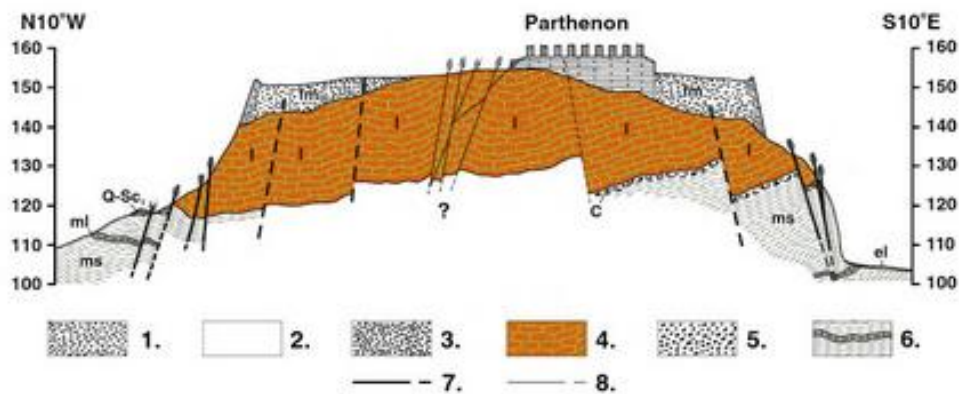 N10°W Parthenon S10°E
160 160
150 fm fm 150
140 l l l l l l 140
130 130
Q-Sc,
120 ? C ms 120
ml
110 ms el 110
100 100
1. 2. 3. 4. 5. 6.
7. 8.